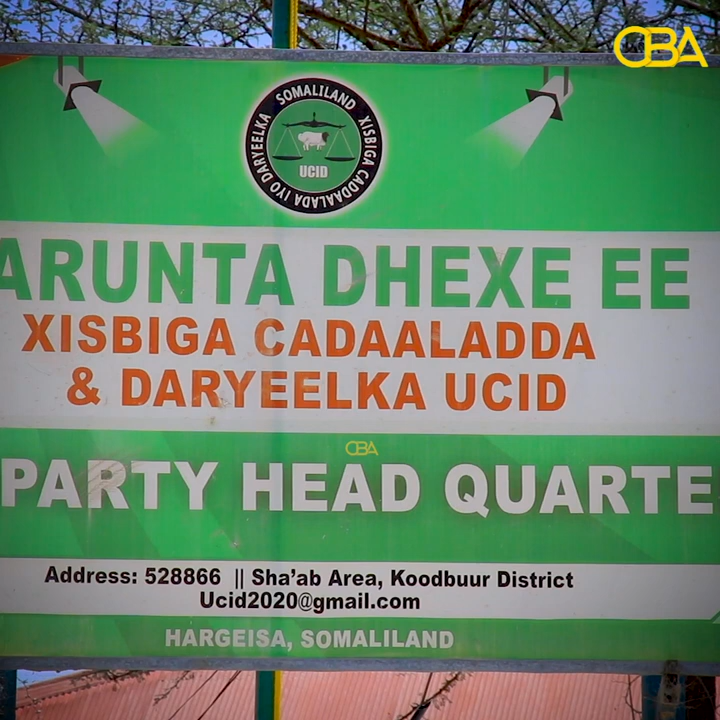 CBA
SOMALILAND XISBIGA CADDAALADA IYO DARYEELKA
UCID
ARUNTA DHEXE EE
XISBIGA CADAALADDA
& DARYEELKA UCID
CBA
PARTY HEAD QUARTE
Address: 528866 || Sha'ab Area, Koodbuur District
Ucid2020@gmail.com
HARGEISA, SOMALILAND